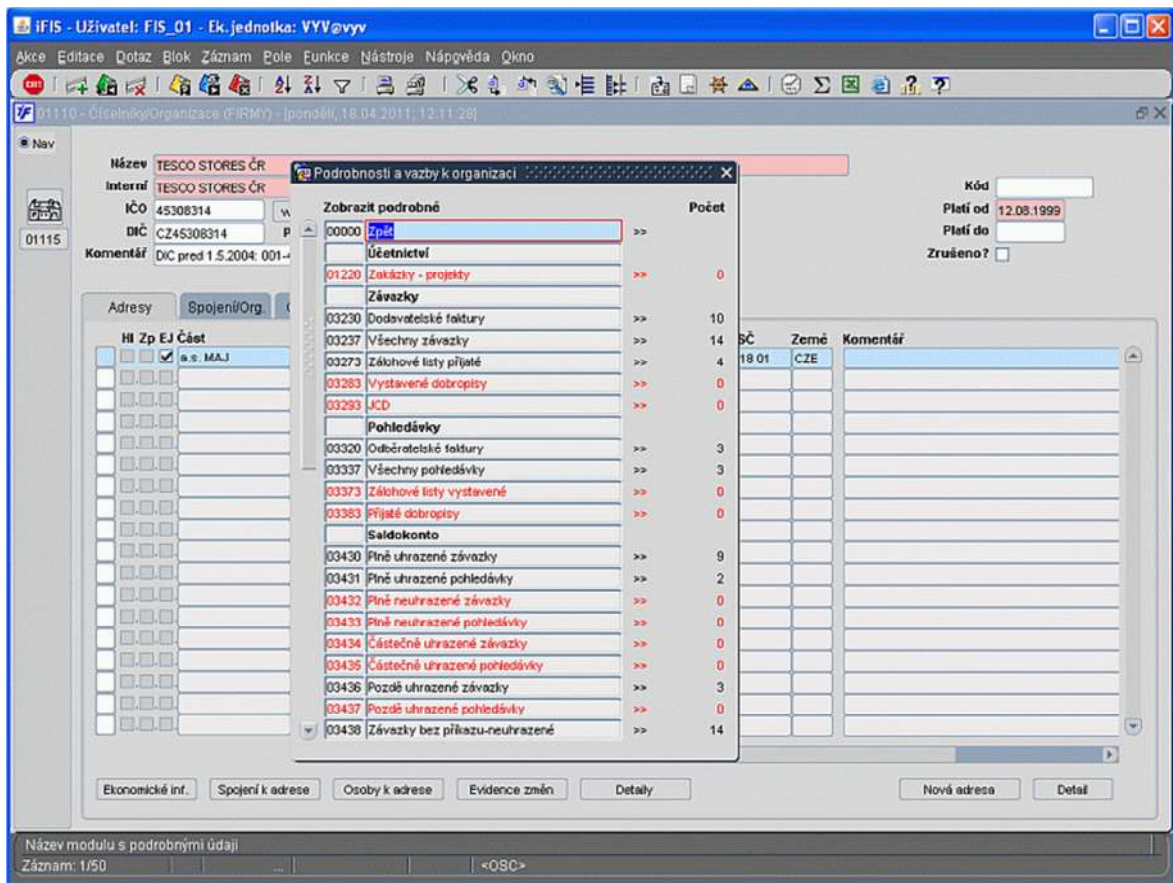 iFIS - Uživatel: FIS_01 - Ek.jednotka: VYV@vyv
Akce Editace Dotaz Blok Záznam Pole Funkce Nástroje Nápověda Okno
01110 - Číselníky/Organizace (FIRMY) - [pondělí, 18.04.2011; 12:11:28]
Nav
01115
Název TESCO STORES ČR
Interní TESCO STORES ČR
IČO 45308314
DIČ CZ45308314
Komentář DIC pred 1.5.2004: 001-
Kód
Platí od 12.08.1999
Platí do
Zrušeno?
Adresy Spojení/Org.
Hl Zp EJ Část
a.s. MAJ
SČ Země Komentář
18 01 CZE
Podrobnosti a vazby k organizaci
Zobrazit podrobně Počet
00000 Zpět >>
Účetnictví
01220 Zakázky - projekty >> 0
Závazky
03230 Dodavatelské faktury >> 10
03237 Všechny závazky >> 14
03273 Zálohové listy přijaté >> 4
03283 Vystavené dobropisy >> 0
03293 JCD >> 0
Pohledávky
03320 Odběratelské faktury >> 3
03337 Všechny pohledávky >> 3
03373 Zálohové listy vystavené >> 0
03383 Přijaté dobropisy >> 0
Saldokonto
03430 Plně uhrazené závazky >> 9
03431 Plně uhrazené pohledávky >> 2
03432 Plně neuhrazené závazky >> 0
03433 Plně neuhrazené pohledávky >> 0
03434 Částečně uhrazené závazky >> 0
03435 Částečně uhrazené pohledávky >> 0
03436 Pozdě uhrazené závazky >> 3
03437 Pozdě uhrazené pohledávky >> 0
03438 Závazky bez příkazu-neuhrazené >> 14
Ekonomické inf. Spojení k adrese Osoby k adrese Evidence změn Detaily Nová adresa Detail
Název modulu s podrobnými údaji
Záznam: 1/50 ... <OSC>